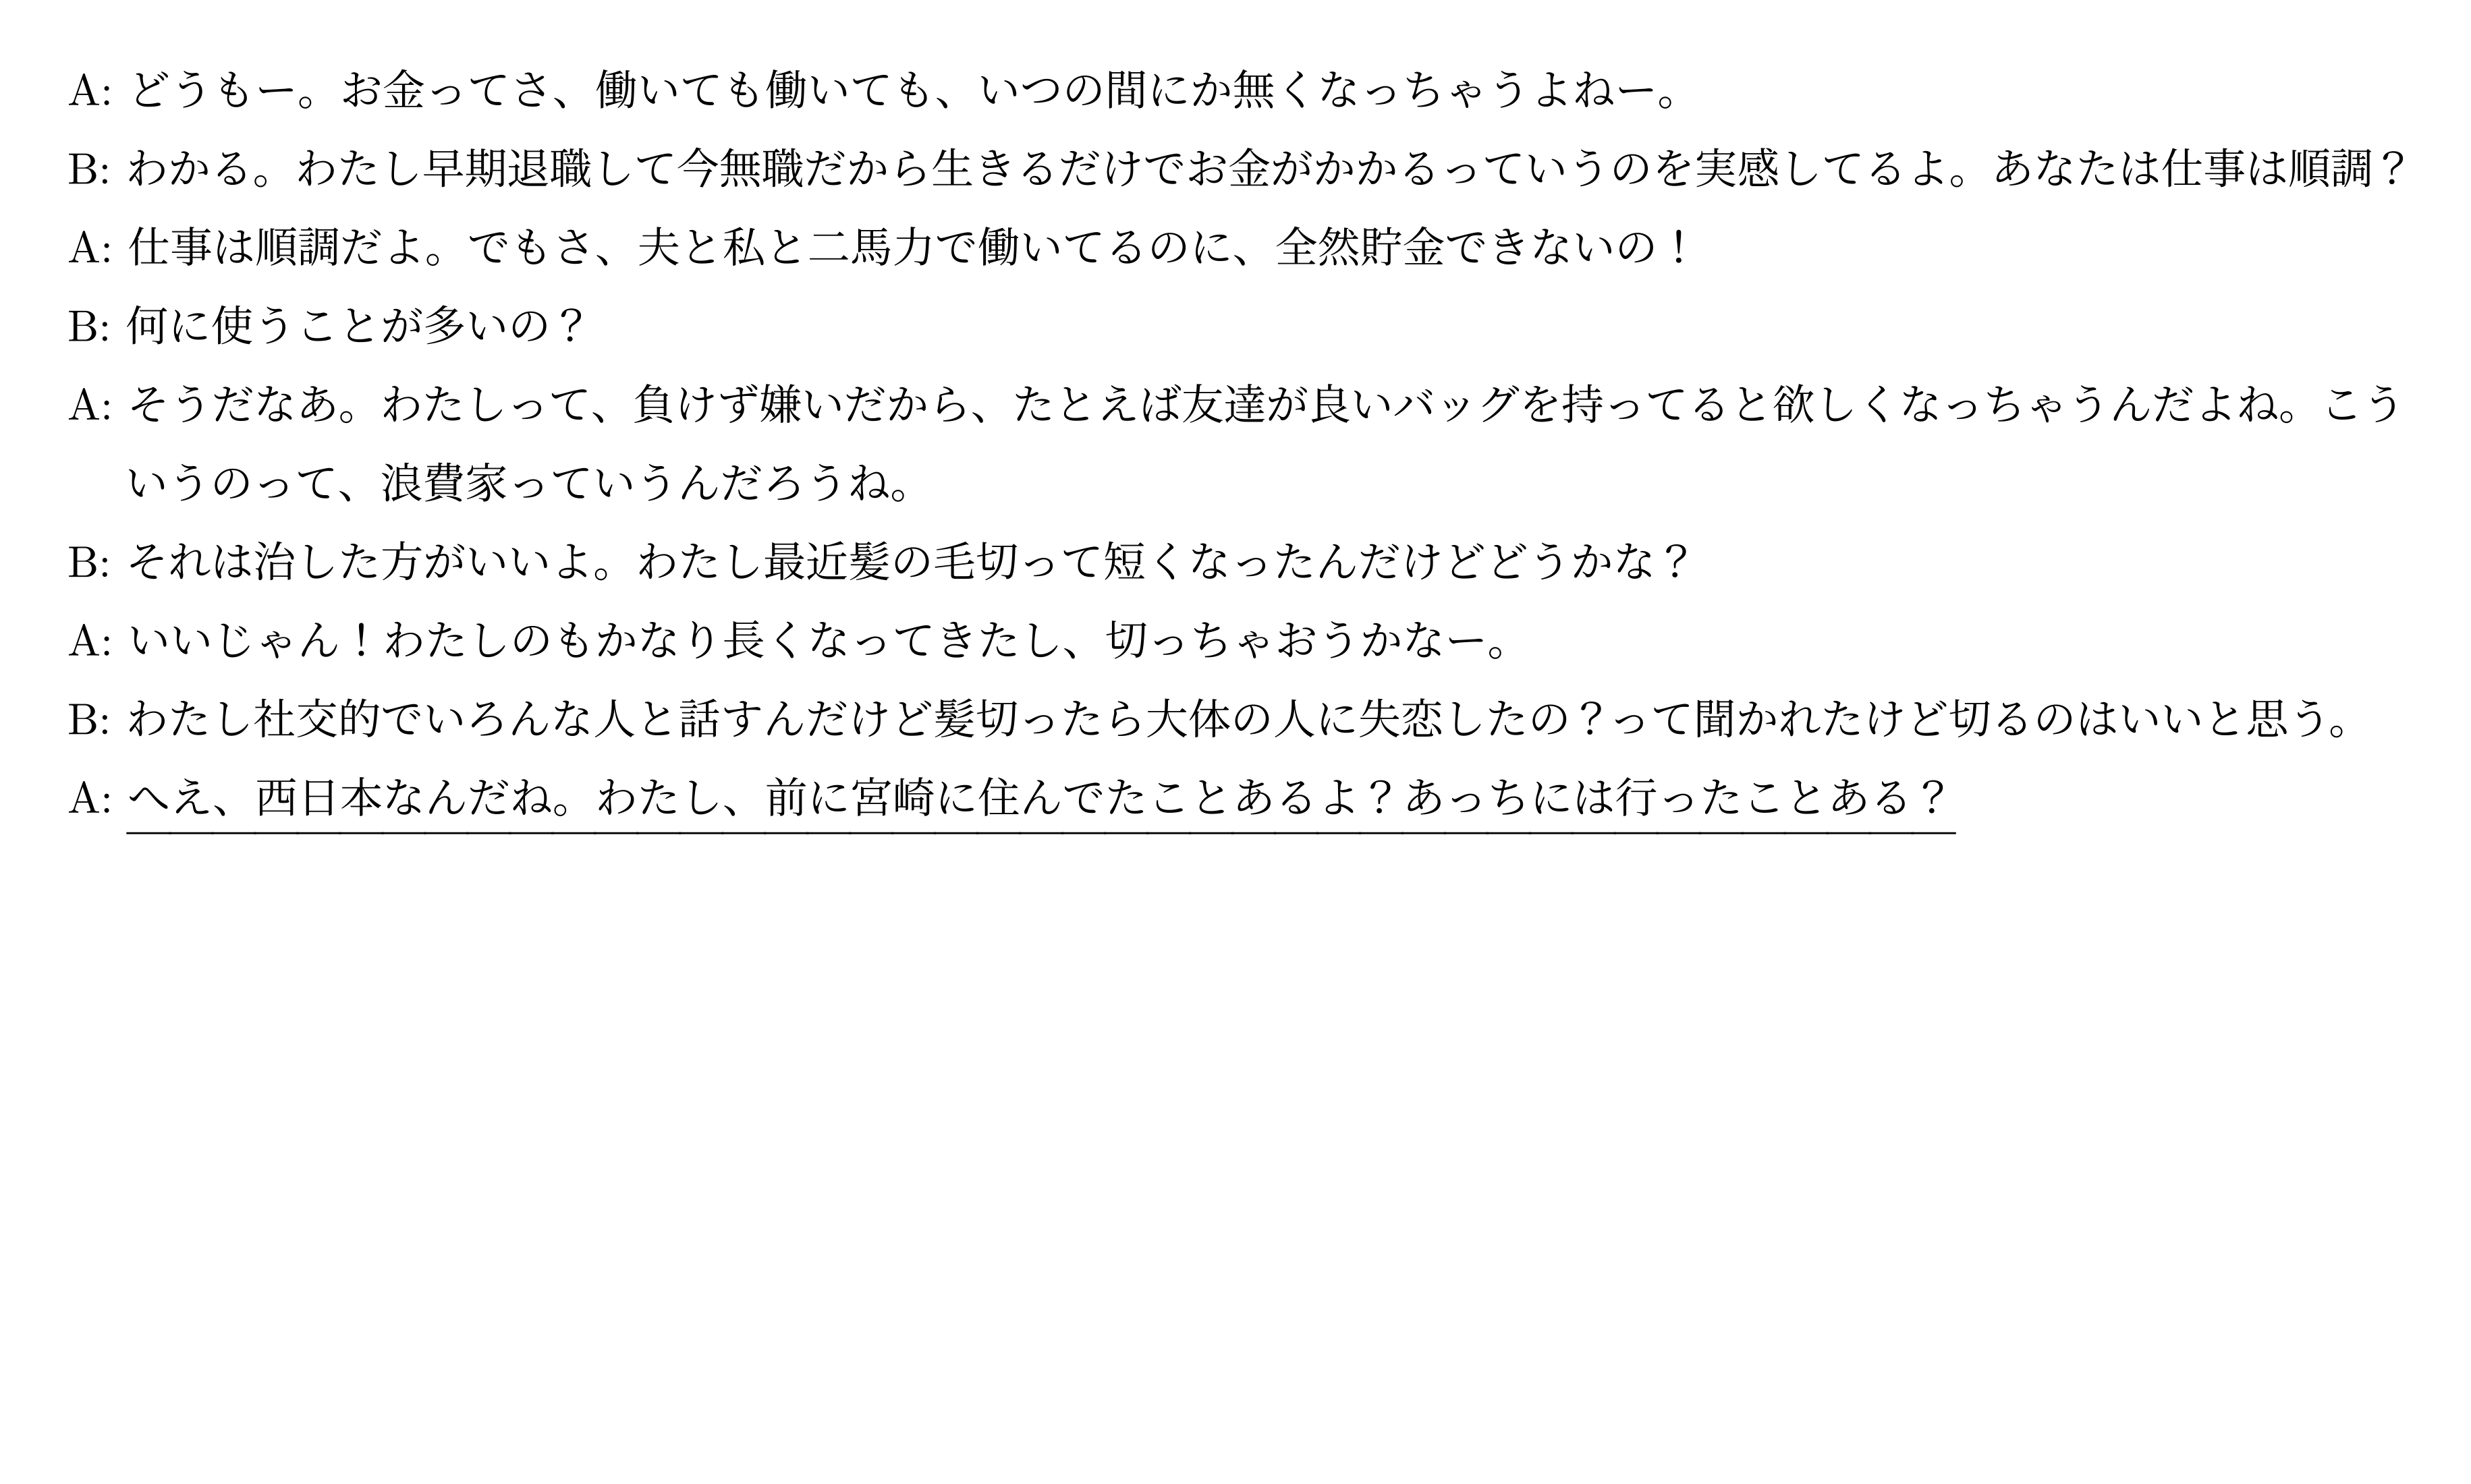 A: どうもー。お金ってさ、働いても働いても、いつの間にか無くなっちゃうよねー。
B: わかる。わたし早期退職して今無職だから生きるだけでお金がかかるっていうのを実感してるよ。あなたは仕事は順調？
A: 仕事は順調だよ。でもさ、夫と私と二馬力で働いてるのに、全然貯金できないの！
B: 何に使うことが多いの？
A: そうだなあ。わたしって、負けず嫌いだから、たとえば友達が良いバッグを持ってると欲しくなっちゃうんだよね。こう
いうのって、浪費家っていうんだろうね。
B: それは治した方がいいよ。わたし最近髪の毛切って短くなったんだけどどうかな？
A: いいじゃん！わたしのもかなり長くなってきたし、切っちゃおうかなー。
B: わたし社交的でいろんな人と話すんだけど髪切ったら大体の人に失恋したの？って聞かれたけど切るのはいいと思う。
A: へえ、西日本なんだね。わたし、前に宮崎に住んでたことあるよ？あっちには行ったことある？